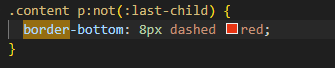 .content p:not(:last-child) {
border-bottom: 8px dashed red;
}